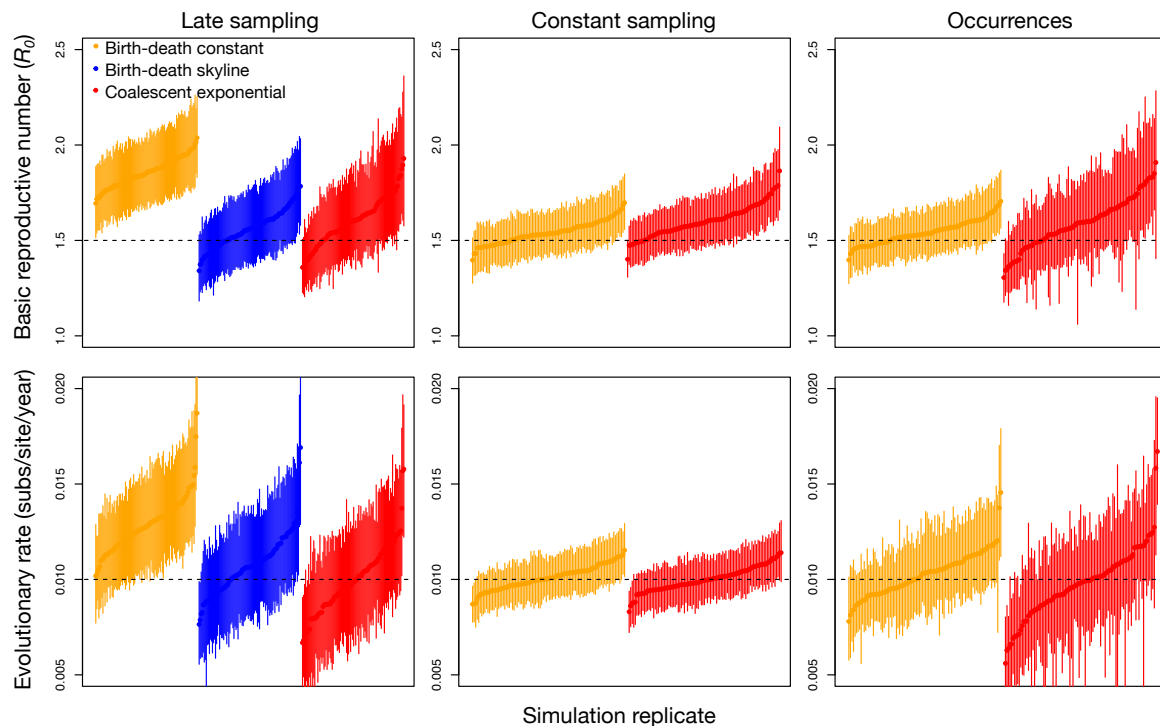 Late sampling
Constant sampling
Occurrences
Birth-death constant
Birth-death skyline
Coalescent exponential
Basic reproductive number (R0)
2.5
2.0
1.5
1.0
2.5
2.0
1.5
1.0
2.5
2.0
1.5
1.0
Evolutionary rate (subs/site/year)
0.020
0.015
0.010
0.005
0.020
0.015
0.010
0.005
0.020
0.015
0.010
0.005
Simulation replicate